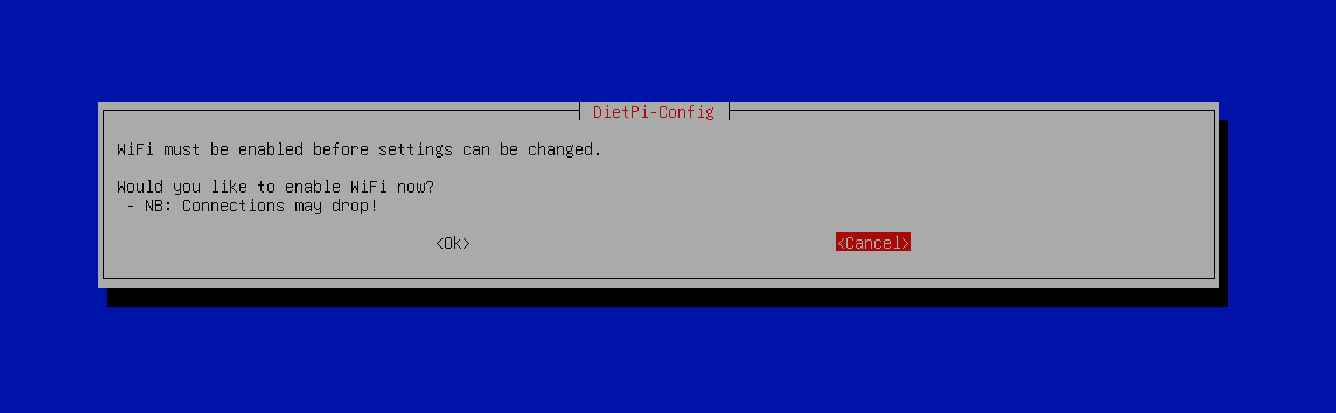 DietPi-Config
WiFi must be enabled before settings can be changed.
Would you like to enable WiFi now?
- NB: Connections may drop!
<Ok> <Cancel>